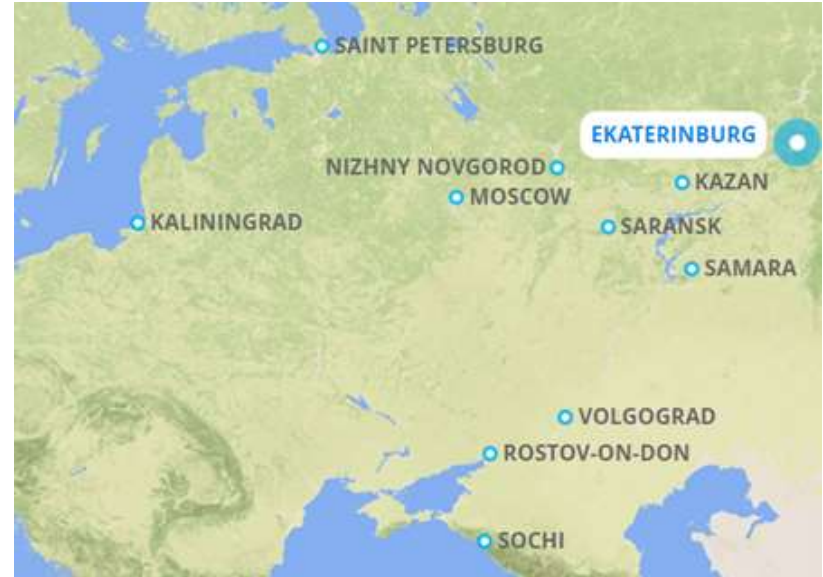 SAINT PETERSBURG
EKATERINBURG
NIZHNY NOVGOROD
KAZAN
MOSCOW
KALININGRAD
SARANSK
SAMARA
VOLGOGRAD
ROSTOV-ON-DON
SOCHI